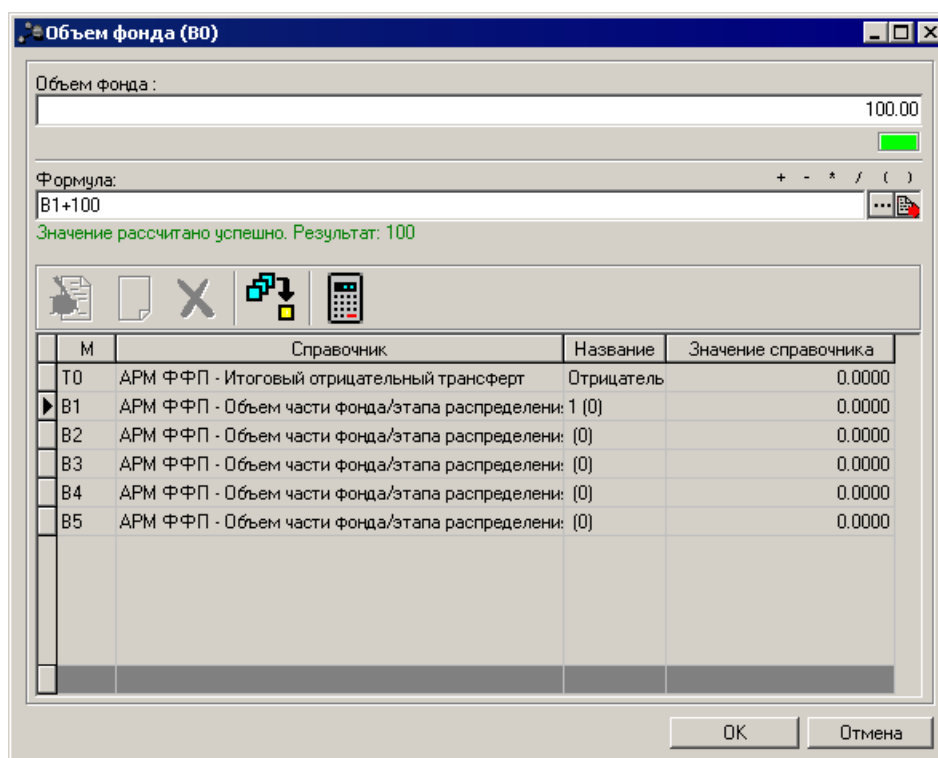 Объем фонда (B0)
Объем фонда :
100.00
Формула: + - * / ( )
B1+100 ...
Значение рассчитано успешно. Результат: 100
М Справочник Название Значение справочника
T0 АРМ ФФП - Итоговый отрицательный трансферт Отрицатель 0.0000
B1 АРМ ФФП - Объем части фонда/этапа распределени 1 (0) 0.0000
B2 АРМ ФФП - Объем части фонда/этапа распределени (0) 0.0000
B3 АРМ ФФП - Объем части фонда/этапа распределени (0) 0.0000
B4 АРМ ФФП - Объем части фонда/этапа распределени (0) 0.0000
B5 АРМ ФФП - Объем части фонда/этапа распределени (0) 0.0000
OK Отмена